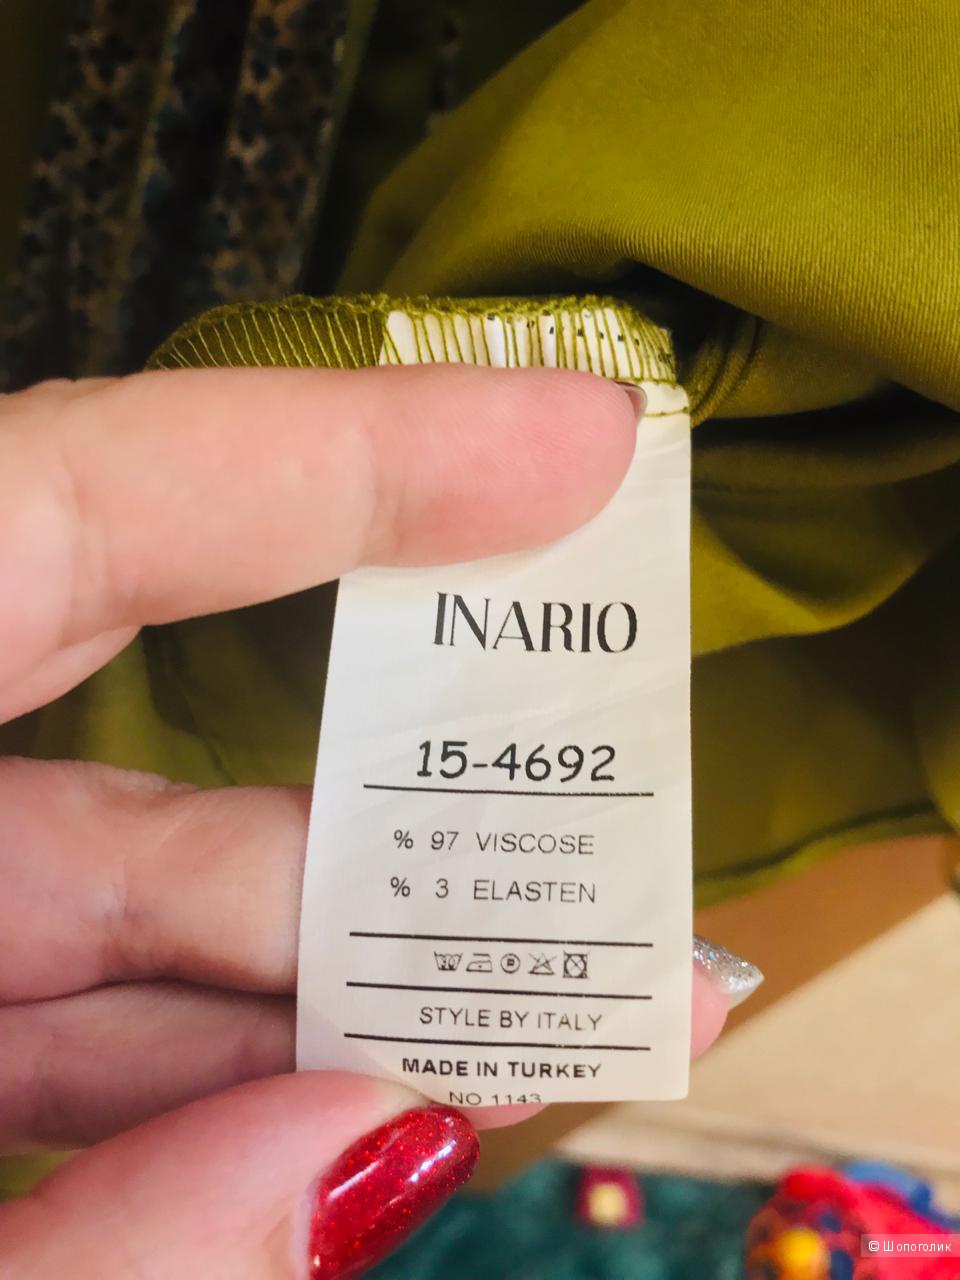 INARIO
15-4692
% 97 VISCOSE
% 3 ELASTEN
STYLE BY ITALY
MADE IN TURKEY
NO 1143
© Шопоголик